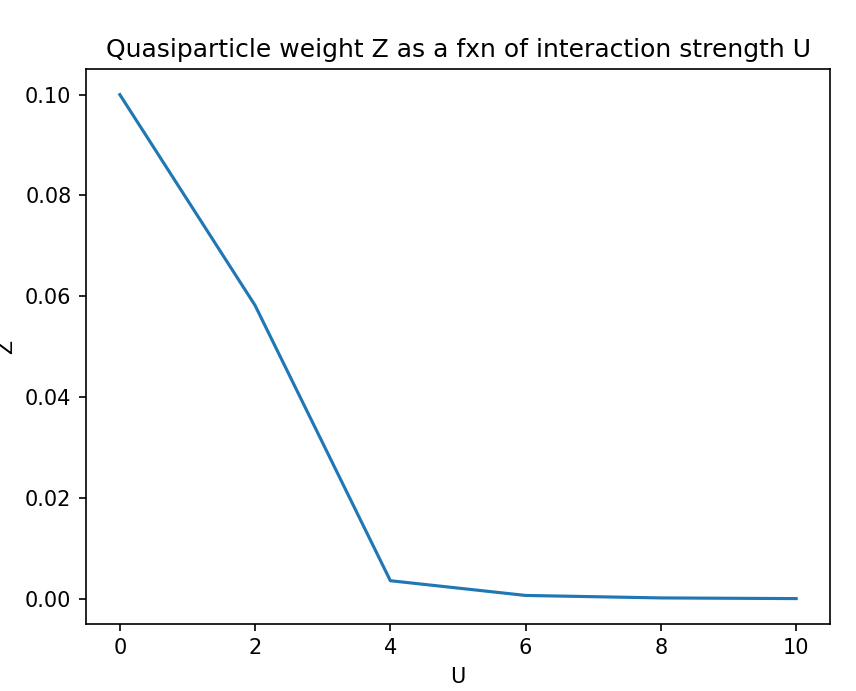 Quasiparticle weight Z as a fxn of interaction strength U
0.10
0.08
0.06
0.04
0.02
0.00
Z
0 2 4 6 8 10
U